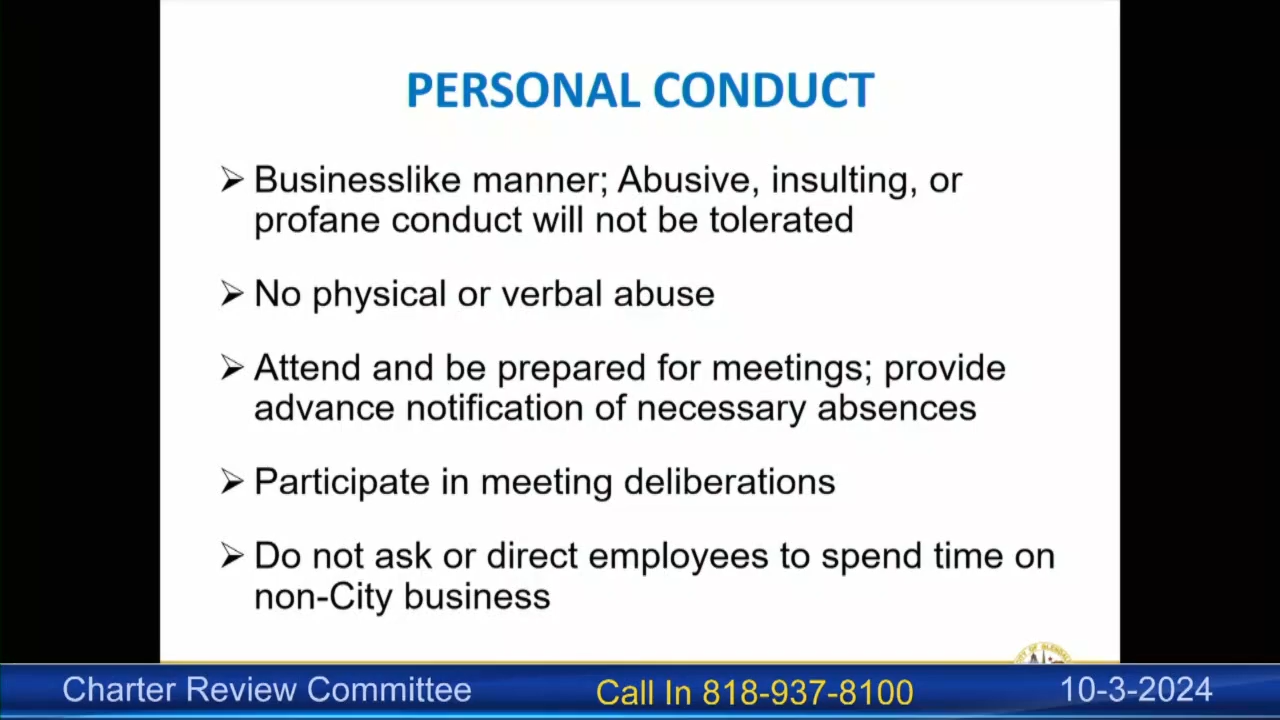 PERSONAL CONDUCT
➢ Businesslike manner; Abusive, insulting, or
profane conduct will not be tolerated
➢ No physical or verbal abuse
➢ Attend and be prepared for meetings; provide
advance notification of necessary absences
➢ Participate in meeting deliberations
➢ Do not ask or direct employees to spend time on
non-City business
Charter Review Committee
Call In 818-937-8100
10-3-2024